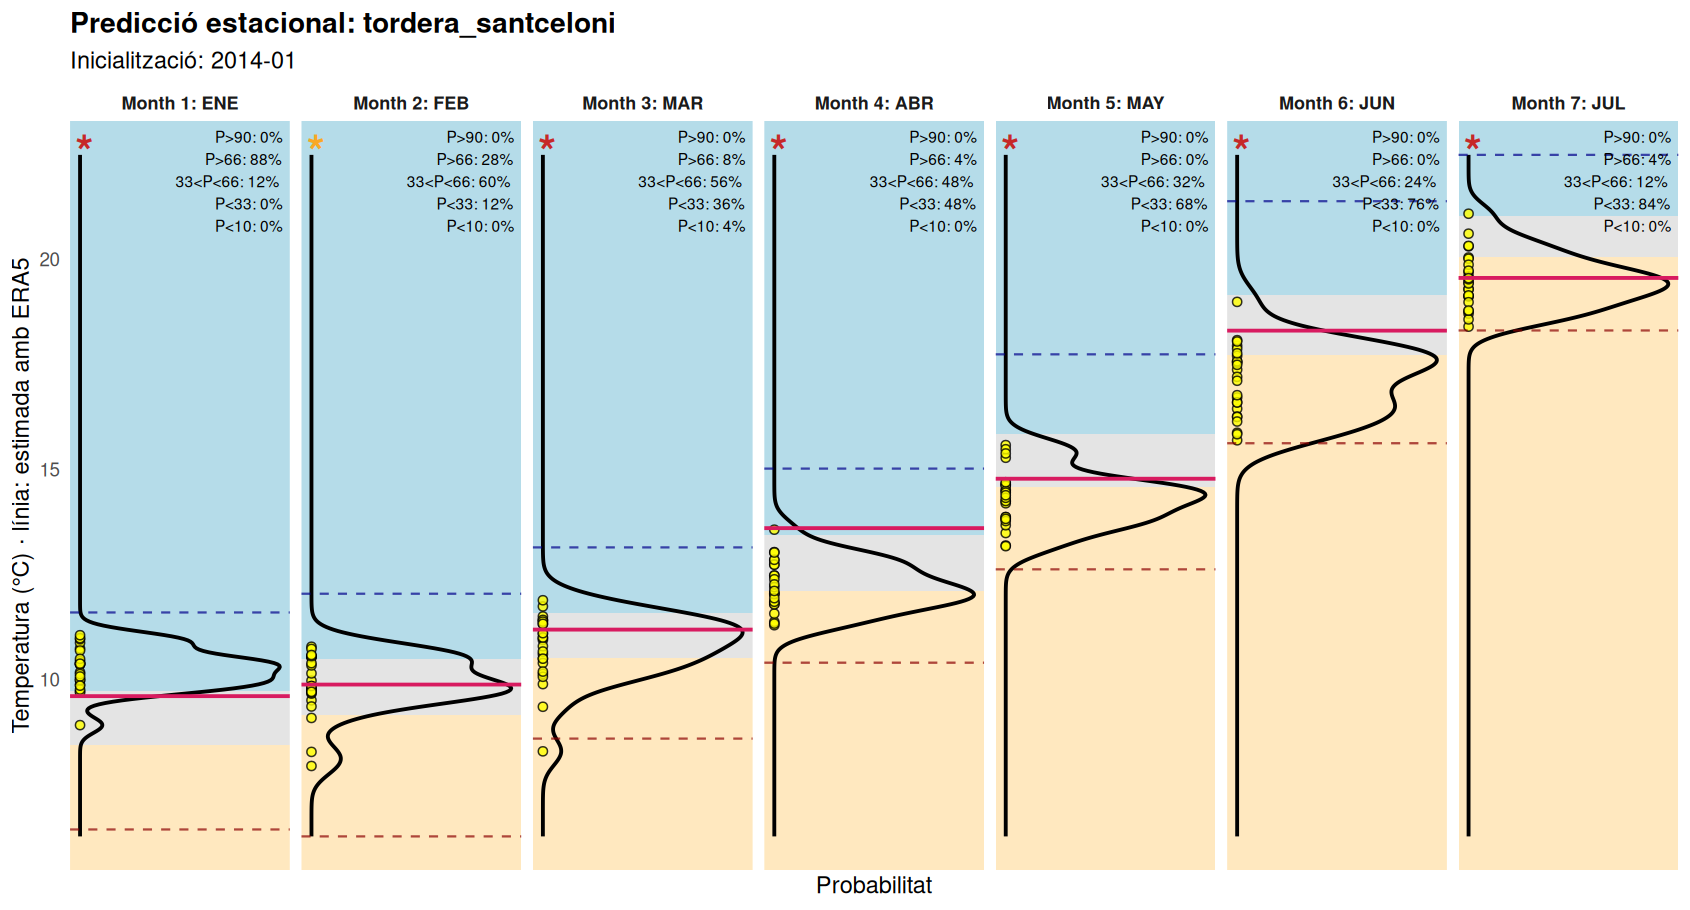 Predicció estacional: tordera_santceloni
Inicialització: 2014-01
Month 1: ENE
Month 2: FEB
Month 3: MAR
Month 4: ABR
Month 5: MAY
Month 6: JUN
Month 7: JUL
*
P>90: 0%
P>66: 88%
33<P<66: 12%
P<33: 0%
P<10: 0%
*
P>90: 0%
P>66: 28%
33<P<66: 60%
P<33: 12%
P<10: 0%
*
P>90: 0%
P>66: 8%
33<P<66: 56%
P<33: 36%
P<10: 4%
*
P>90: 0%
P>66: 4%
33<P<66: 48%
P<33: 48%
P<10: 0%
*
P>90: 0%
P>66: 0%
33<P<66: 32%
P<33: 68%
P<10: 0%
*
P>90: 0%
P>66: 0%
33<P<66: 24%
P<33: 76%
P<10: 0%
*
P>90: 0%
P>66: 4%
33<P<66: 12%
P<33: 84%
P<10: 0%
20
15
10
Temperatura (°C) · línia: estimada amb ERA5
Probabilitat